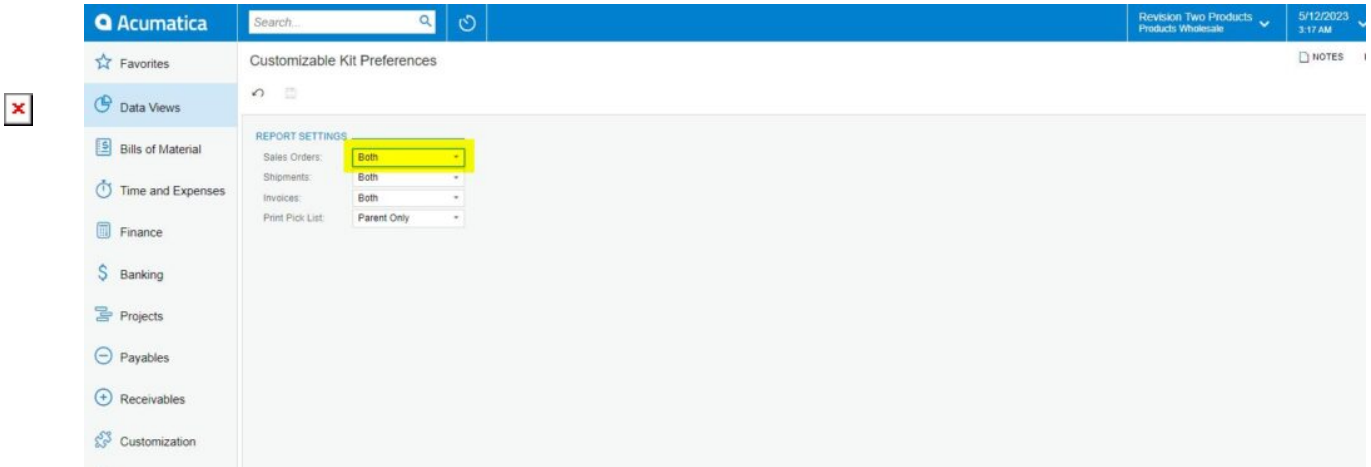 Acumatica
Search...
Revision Two Products
Products Wholesale
5/12/2023
3:17 AM
Favorites
Customizable Kit Preferences
NOTES
Data Views
REPORT SETTINGS
Sales Orders: Both
Shipments: Both
Invoices: Both
Print Pick List: Parent Only
Bills of Material
Time and Expenses
Finance
Banking
Projects
Payables
Receivables
Customization